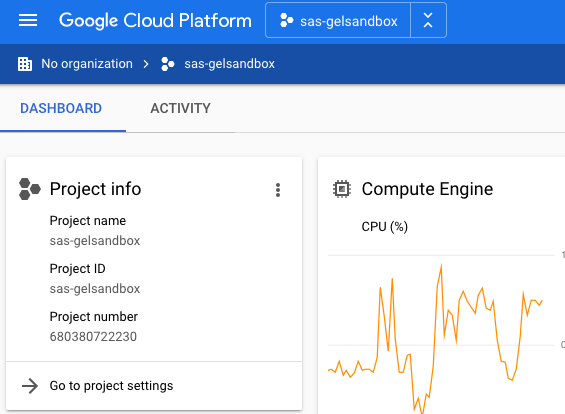 Google Cloud Platform sas-gelsandbox
No organization > sas-gelsandbox
DASHBOARD ACTIVITY
Project info
Project name
sas-gelsandbox
Project ID
sas-gelsandbox
Project number
680380722230
Go to project settings
Compute Engine
CPU (%)
1
0